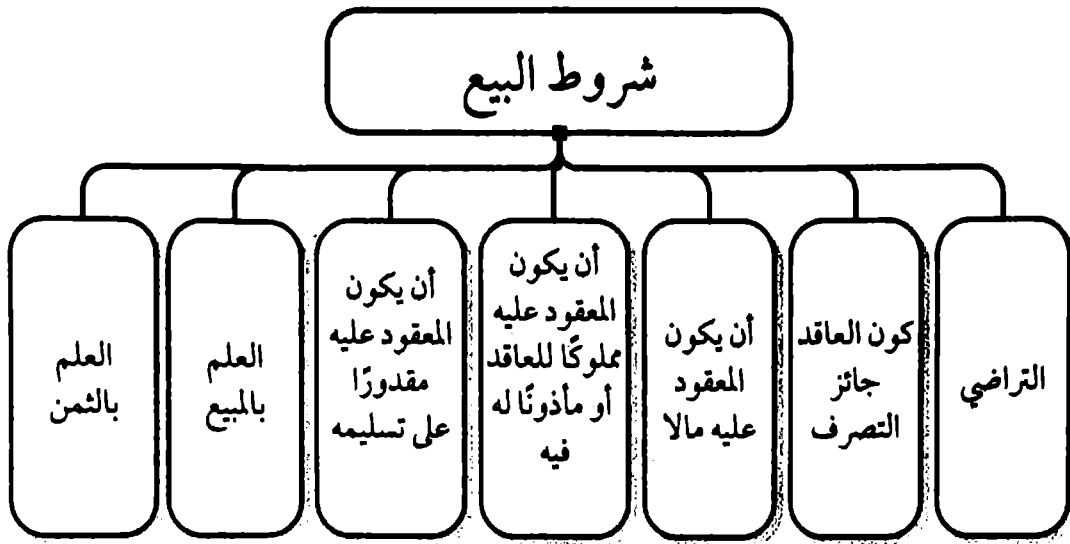 شروط البيع
التراضي
كون العاقد
جائز
التصرف
أن يكون
المعقود
عليه مالا
أن يكون
المعقود عليه
مملوكًا للعاقد
أو مأذونًا له
فيه
أن يكون
المعقود عليه
مقدورًا
على تسليمه
العلم
بالمبيع
العلم
بالثمن